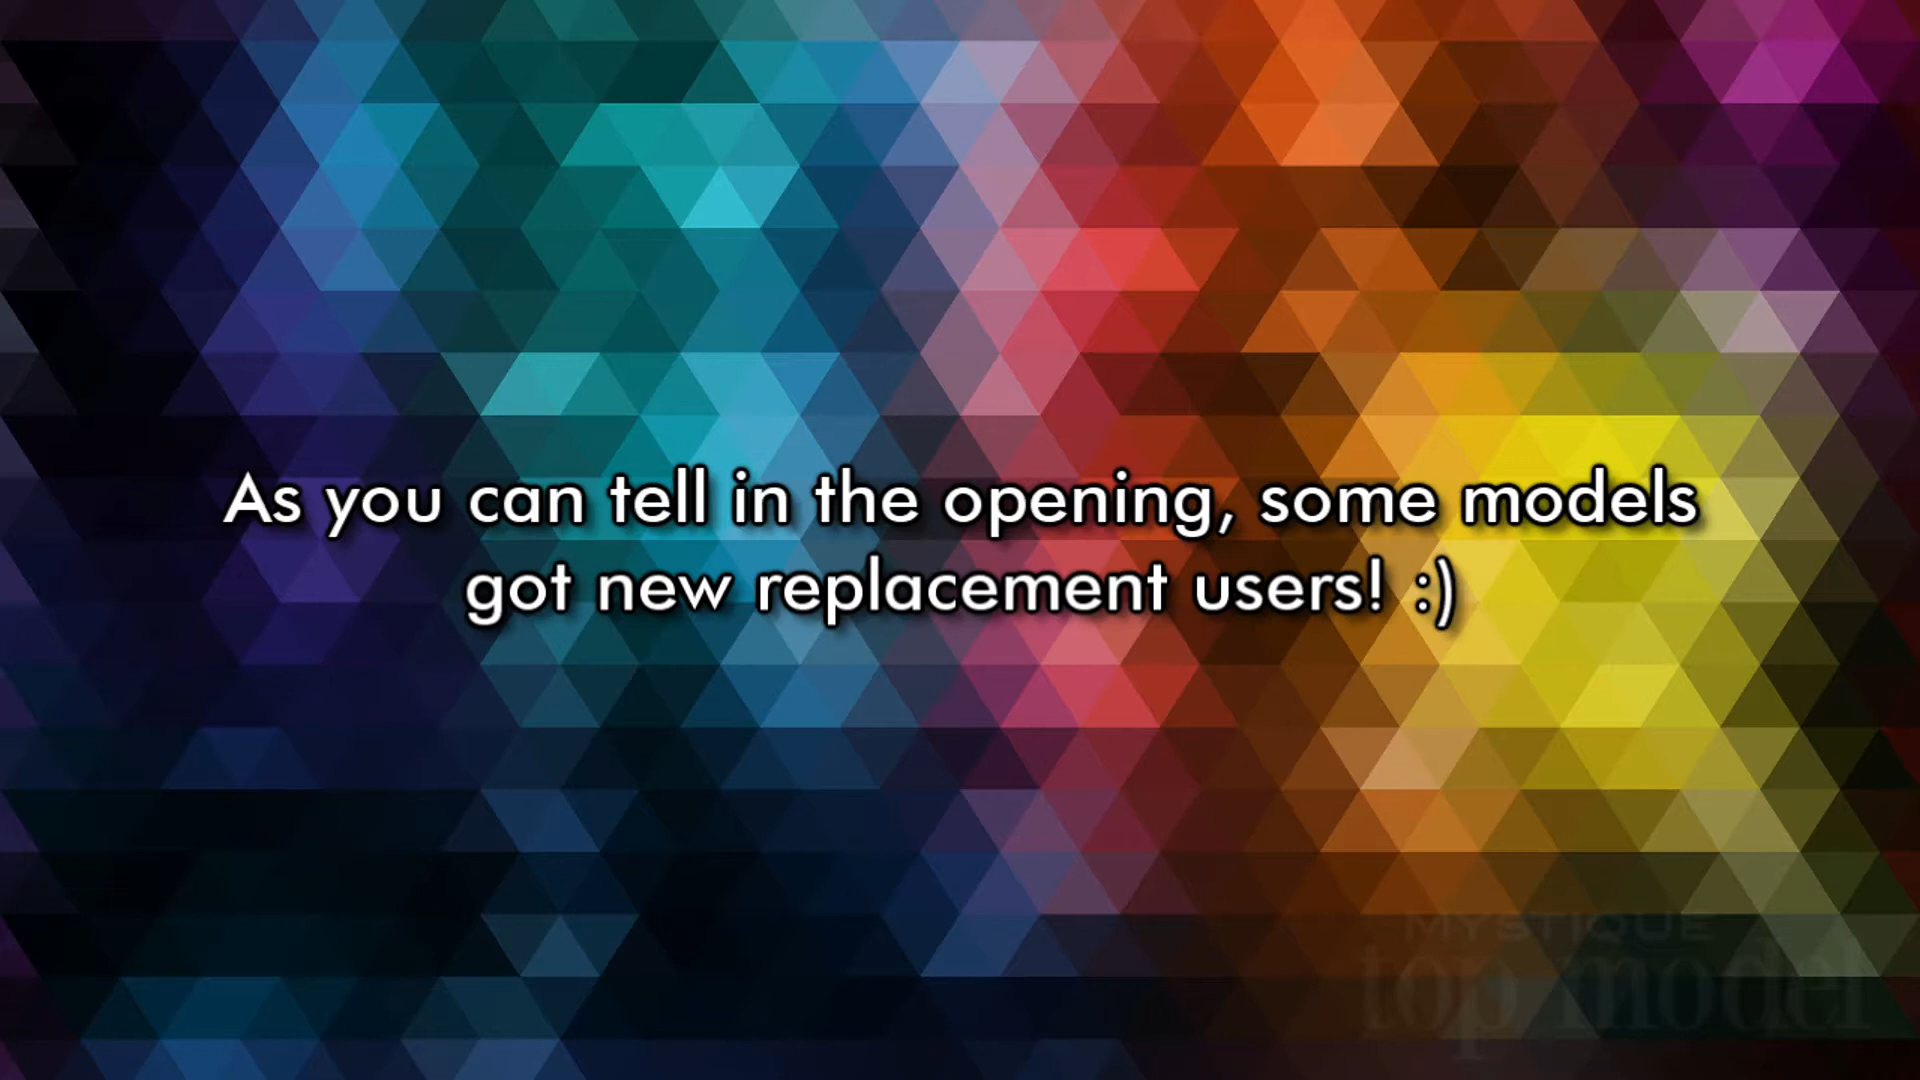 As you can tell in the opening, some models
got new replacement users! :)
MYSTIQUE
top model